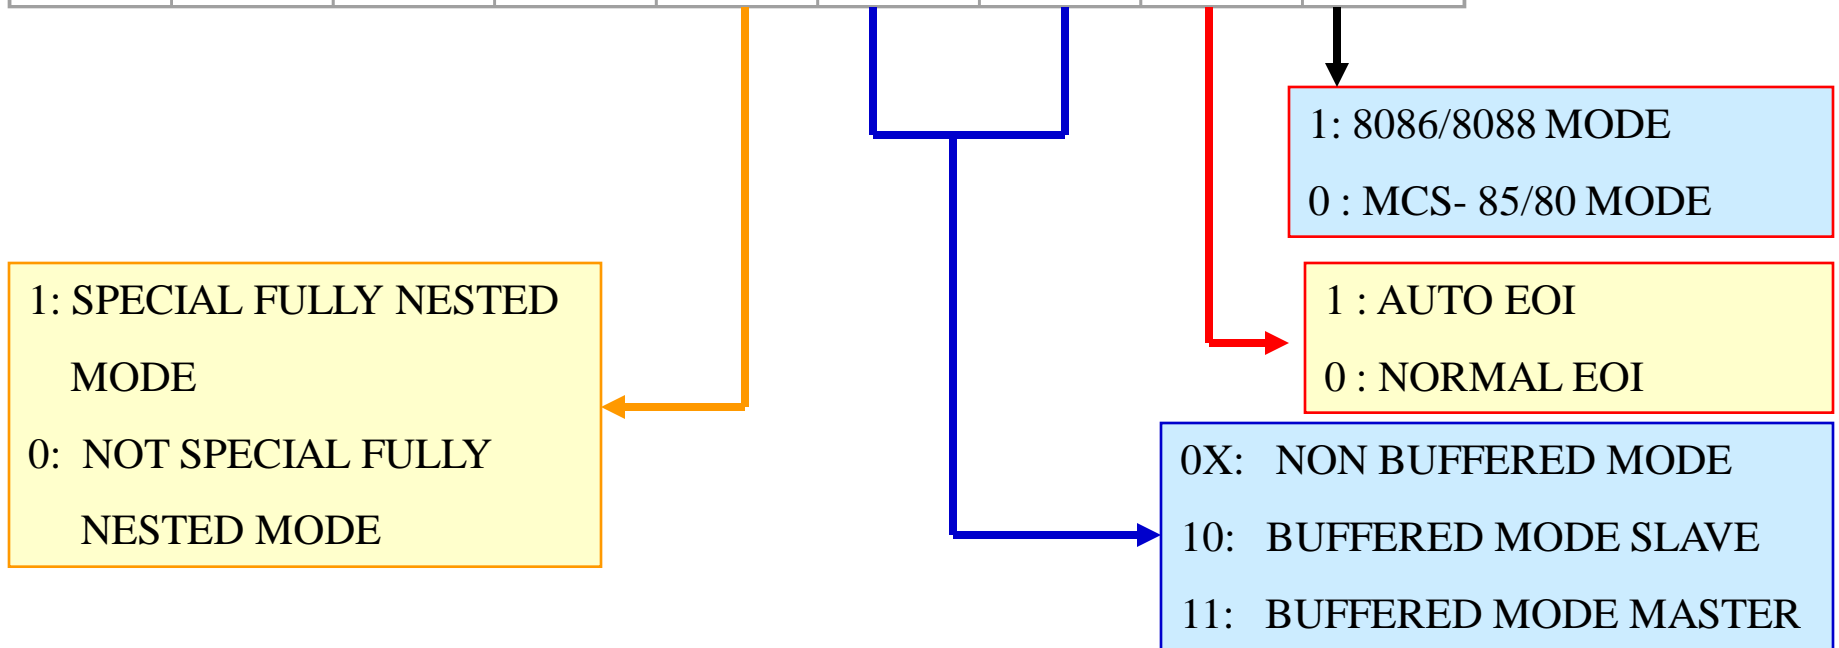 1: 8086/8088 MODE
0 : MCS- 85/80 MODE
1: SPECIAL FULLY NESTED
MODE
0: NOT SPECIAL FULLY
NESTED MODE
1 : AUTO EOI
0 : NORMAL EOI
0X: NON BUFFERED MODE
10: BUFFERED MODE SLAVE
11: BUFFERED MODE MASTER